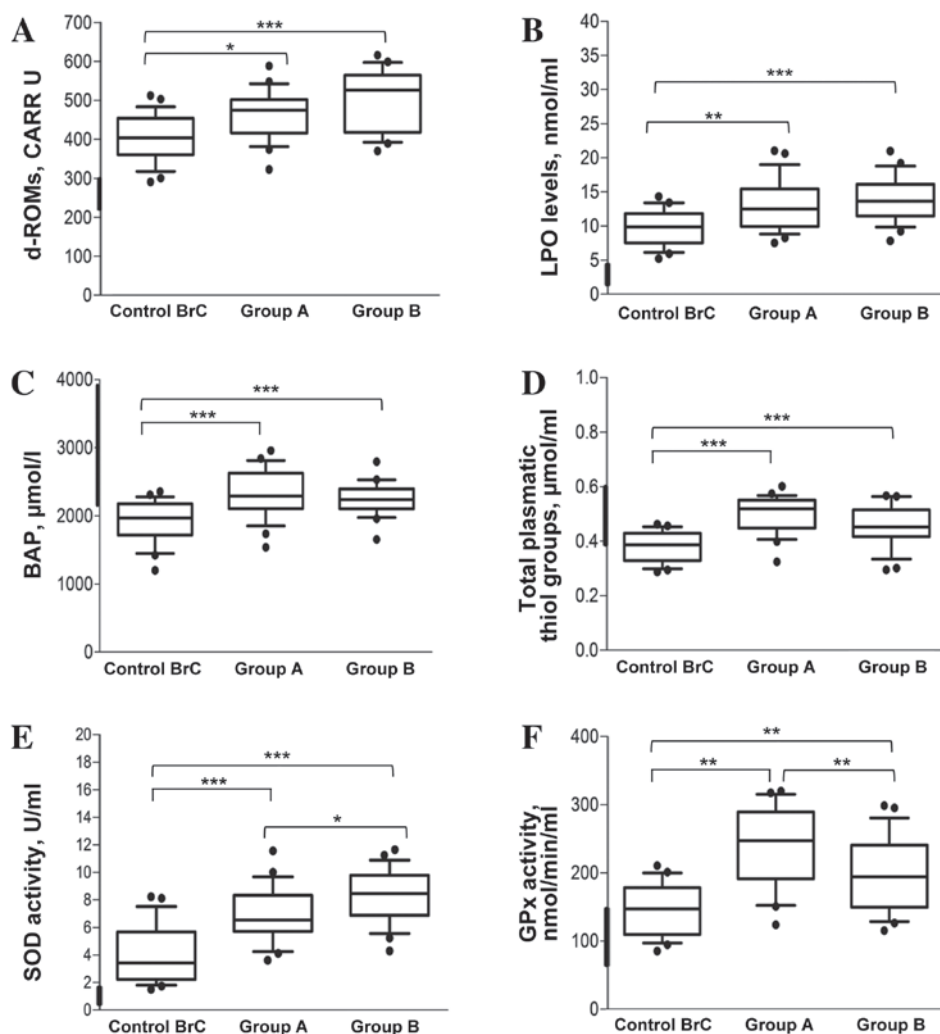 A
d-ROMs, CARR U
700
600
500
400
300
200
100
0
***
*
Control BrC Group A Group B
B
LPO levels, nmol/ml
40
35
30
25
20
15
10
5
0
***
**
Control BrC Group A Group B
C
BAP, μmol/l
4000
3000
2000
1000
0
***
***
Control BrC Group A Group B
D
Total plasmatic
thiol groups, μmol/ml
1.0
0.8
0.6
0.4
0.2
0.0
***
***
Control BrC Group A Group B
E
SOD activity, U/ml
20
18
16
14
12
10
8
6
4
2
0
***
***
*
Control BrC Group A Group B
F
GPx activity,
nmol/min/ml
400
300
200
100
0
**
** **
Control BrC Group A Group B